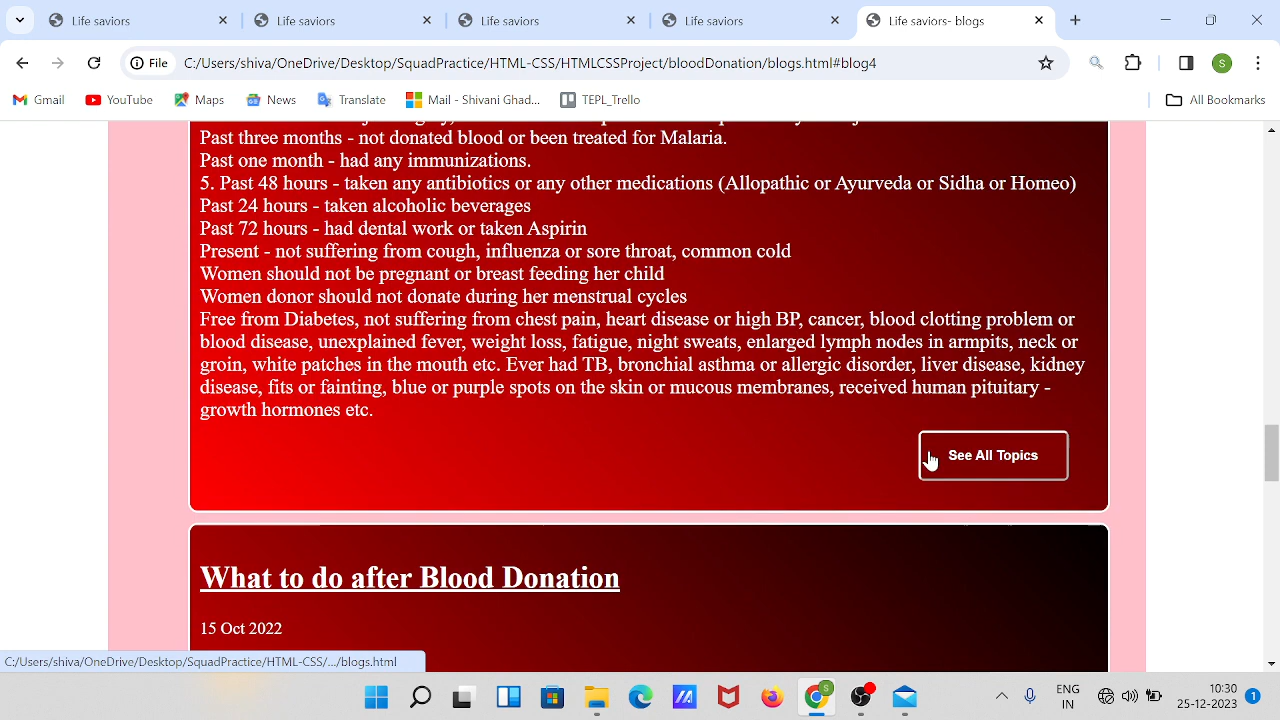 Life saviors
Life saviors
Life saviors
Life saviors
Life saviors- blogs
File
C:/Users/shiva/OneDrive/Desktop/SquadPractice/HTML-CSS/HTMLCSSProject/bloodDonation/blogs.html#blog4
S
Gmail
YouTube
Maps
News
Translate
Mail - Shivani Ghad...
TEPL_Trello
All Bookmarks
Past three months - not donated blood or been treated for Malaria.
Past one month - had any immunizations.
5. Past 48 hours - taken any antibiotics or any other medications (Allopathic or Ayurveda or Sidha or Homeo)
Past 24 hours - taken alcoholic beverages
Past 72 hours - had dental work or taken Aspirin
Present - not suffering from cough, influenza or sore throat, common cold
Women should not be pregnant or breast feeding her child
Women donor should not donate during her menstrual cycles
Free from Diabetes, not suffering from chest pain, heart disease or high BP, cancer, blood clotting problem or
blood disease, unexplained fever, weight loss, fatigue, night sweats, enlarged lymph nodes in armpits, neck or
groin, white patches in the mouth etc. Ever had TB, bronchial asthma or allergic disorder, liver disease, kidney
disease, fits or fainting, blue or purple spots on the skin or mucous membranes, received human pituitary -
growth hormones etc.
See All Topics
What to do after Blood Donation
15 Oct 2022
C:/Users/shiva/OneDrive/Desktop/SquadPractice/HTML-CSS/.../blogs.html
ENG
IN
10:30
25-12-2023
1